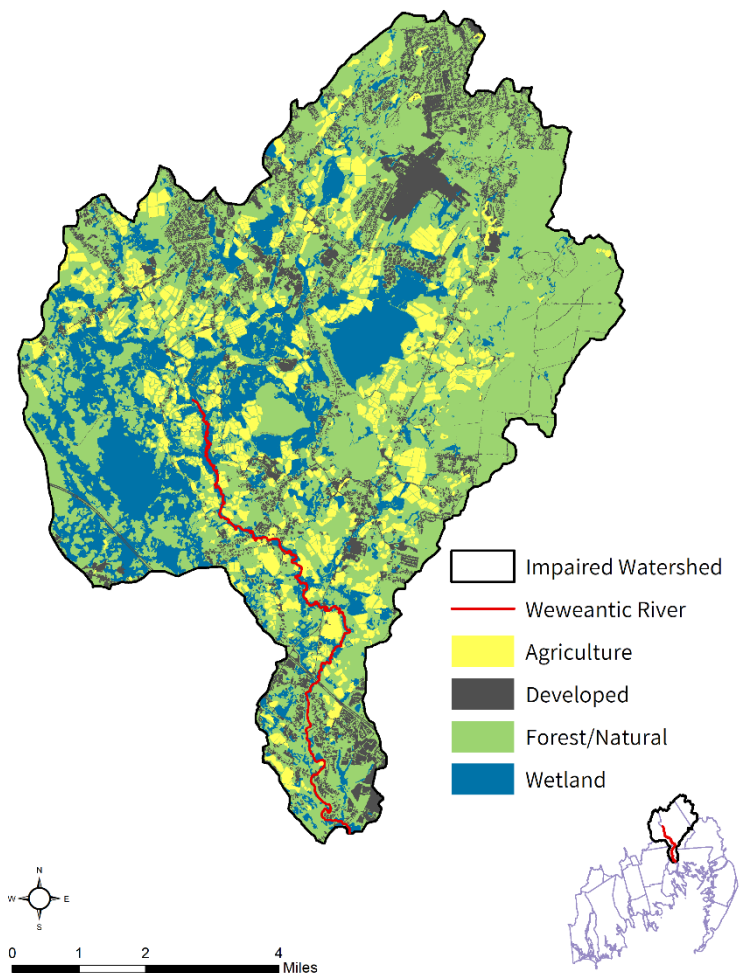 Impaired Watershed
Weweantic River
Agriculture
Developed
Forest/Natural
Wetland
N
W E
S
0 1 2 4
Miles